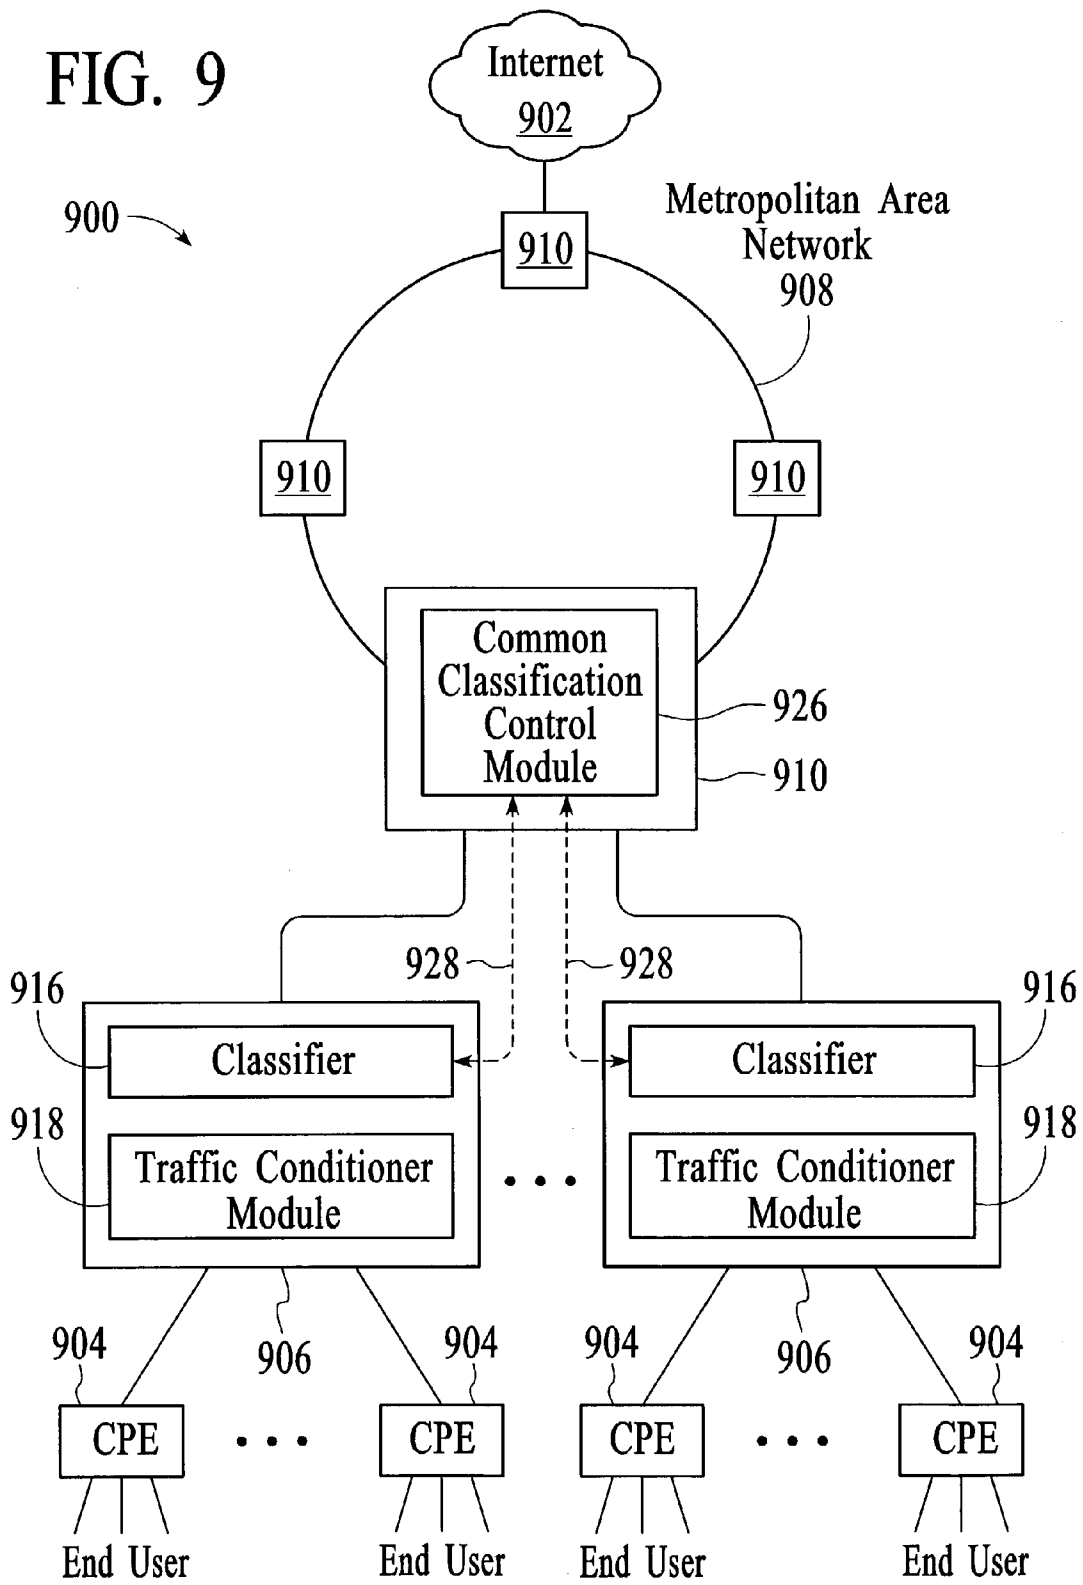 FIG. 9
Internet
902
900
Metropolitan Area
Network
908
910
910
910
Common
Classification
Control
Module
926
910
928
928
916
916
Classifier
Classifier
918
918
Traffic Conditioner
Module
Traffic Conditioner
Module
906
906
904
904
904
904
CPE
CPE
CPE
CPE
End User
End User
End User
End User